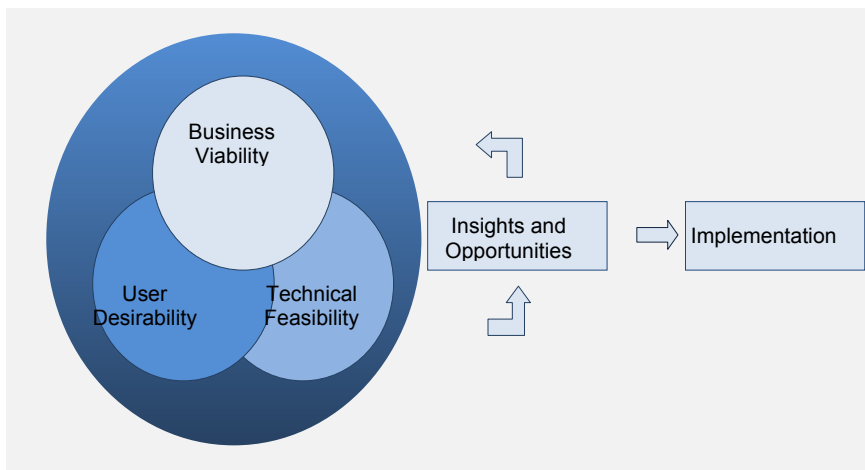 Business
Viability
User
Desirability
Technical
Feasibility
Insights and
Opportunities
Implementation